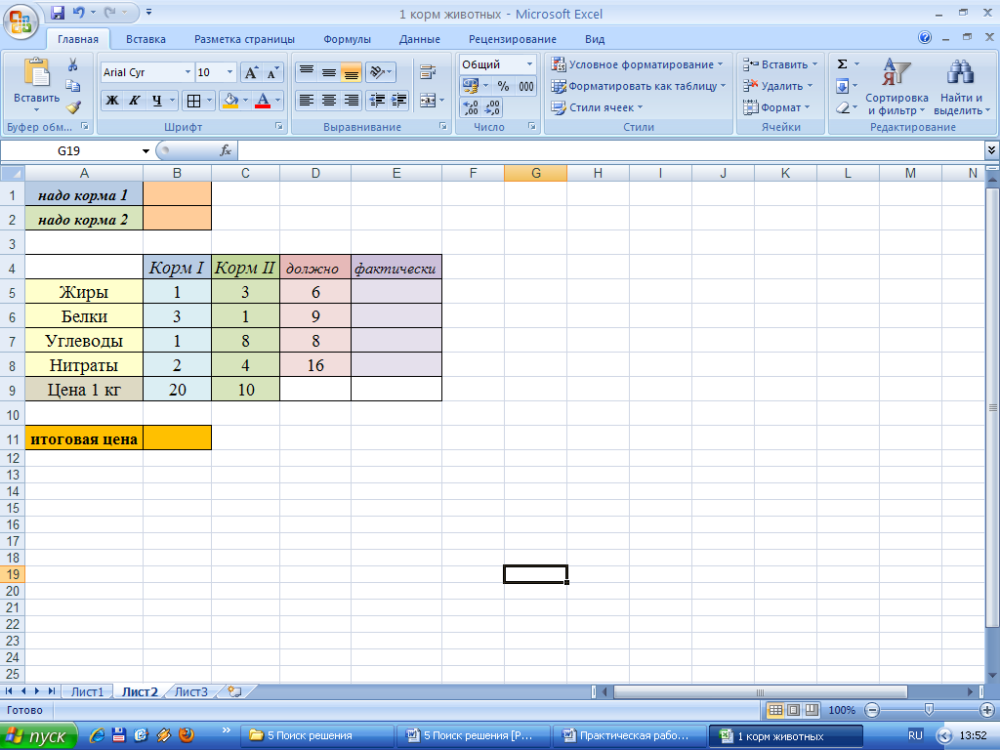 1 корм животных - Microsoft Excel
Главная Вставка Разметка страницы Формулы Данные Рецензирование Вид
Вставить
Буфер обм...
Arial Cyr 10
Ж К Ч
Шрифт
Выравнивание
Общий
% 000
Число
Условное форматирование
Форматировать как таблицу
Стили ячеек
Стили
Вставить
Удалить
Формат
Ячейки
Σ
Сортировка и фильтр
Найти и выделить
Редактирование
G19 fx
A B C D E F G H I J K L M N
1 надо корма 1
2 надо корма 2
3
4 Корм I Корм II должно фактически
5 Жиры 1 3 6
6 Белки 3 1 9
7 Углеводы 1 8 8
8 Нитраты 2 4 16
9 Цена 1 кг 20 10
10
11 итоговая цена
12
13
14
15
16
17
18
19
20
21
22
23
24
25
Лист1 Лист2 Лист3
Готово 100%
пуск 5 Поиск решения 5 Поиск решения [Р... Практическая рабо... 1 корм животных RU 13:52